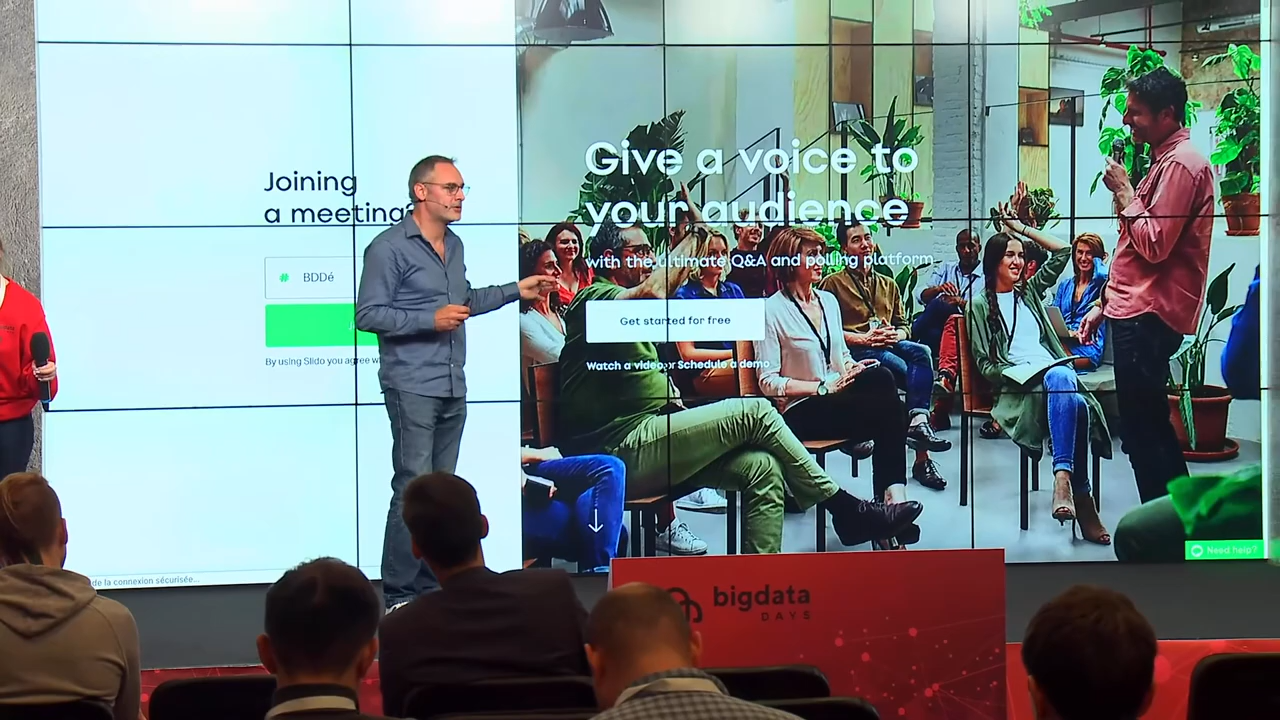 Joining
a meeting?
# BDDé
By using Slido you agree
de la connexion sécurisée...
Give a voice to
your audience
with the ultimate Q&A and polling platform
Get started for free
Watch a video or Schedule a demo
Need help?
bigdata
DAYS